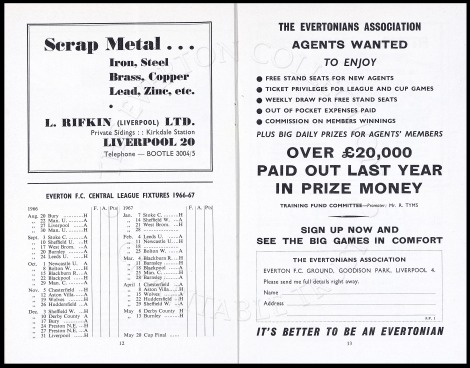 Scrap Metal . . .
Iron, Steel
Brass, Copper
Lead, Zinc, etc.
L. RIFKIN (LIVERPOOL) LTD.
Private Sidings : : Kirkdale Station
LIVERPOOL 20
Telephone — BOOTLE 3004/5
EVERTON F.C. CENTRAL LEAGUE FIXTURES 1966-67
1966 F. A. Pts
Aug. 20 Bury H
22 Man. U.
27 Liverpool
30 Man. U.
Sept. Stoke C.
Sheffield U.
17 West Brom.
Burnley
24 Leeds U.
Oct. 1 Newcastle U. A
8 Bolton W.
15 Blackburn R.
22 Blackpool
29 Man. C.
Nov. 5 Chesterfield
12 Aston Villa
19 Wolves
26 Huddersfield
Dec. 3 Sheffield W.
10 Derby County A
17 Bury
24 Preston N.E.
Preston N.E.
31 Liverpool H
1967 F. A. Pts
Jan. 7 Stoke C. H
14 Sheffield
21 West Brom.
28
Feb. 4 Leeds U.
11 Newcastle U.
18
25 Bolton W.
Mar. 4 Blackburn R.
11 Burnley
18 Blackpool
25 Man. C.
April 1 Chesterfield
8 Aston Villa
15 Wolves
22 Huddersfield
29 Sheffield W.
May 6 Derby County H
Burnley
May 20 Cup Final
12
THE EVERTONIANS ASSOCIATION
AGENTS WANTED
TO ENJOY
● FREE STAND SEATS FOR NEW AGENTS
● TICKET PRIVILEGES FOR LEAGUE AND CUP GAMES
● WEEKLY DRAW FOR FREE STAND SEATS
● OUT OF POCKET EXPENSES PAID
● COMMISSION ON MEMBERS WINNINGS
PLUS BIG DAILY PRIZES FOR AGENTS' MEMBERS
OVER £20,000
PAID OUT LAST YEAR
IN PRIZE MONEY
TRAINING FUND COMMITTEE—Promoter: Mr. R. TYMS
SIGN UP NOW AND
SEE THE BIG GAMES IN COMFORT
THE EVERTONIANS ASSOCIATION
EVERTON F.C. GROUND, GOODISON PARK, LIVERPOOL 4.
Please send me full details right away.
Name
Address
IT'S BETTER TO BE AN EVERTONIAN
13